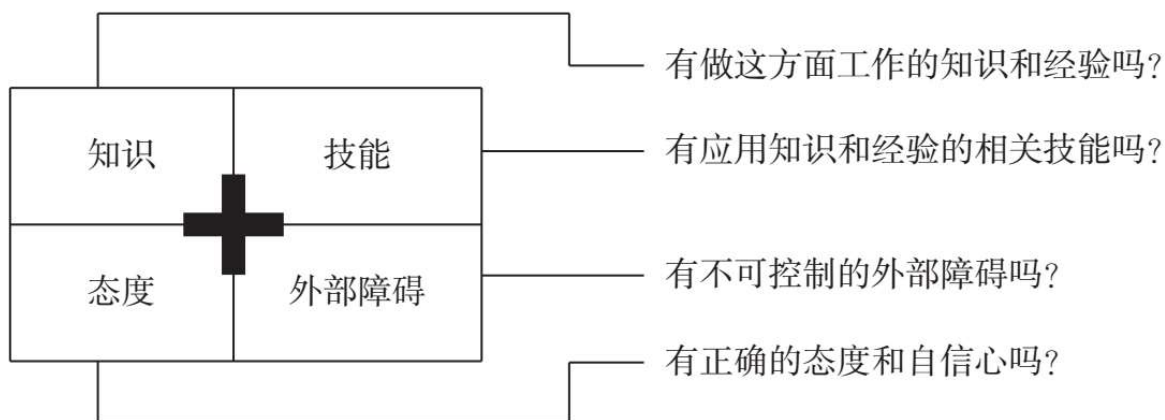 有做这方面工作的知识和经验吗?
知识
技能
有应用知识和经验的相关技能吗?
态度
外部障碍
有不可控制的外部障碍吗?
有正确的态度和自信心吗?